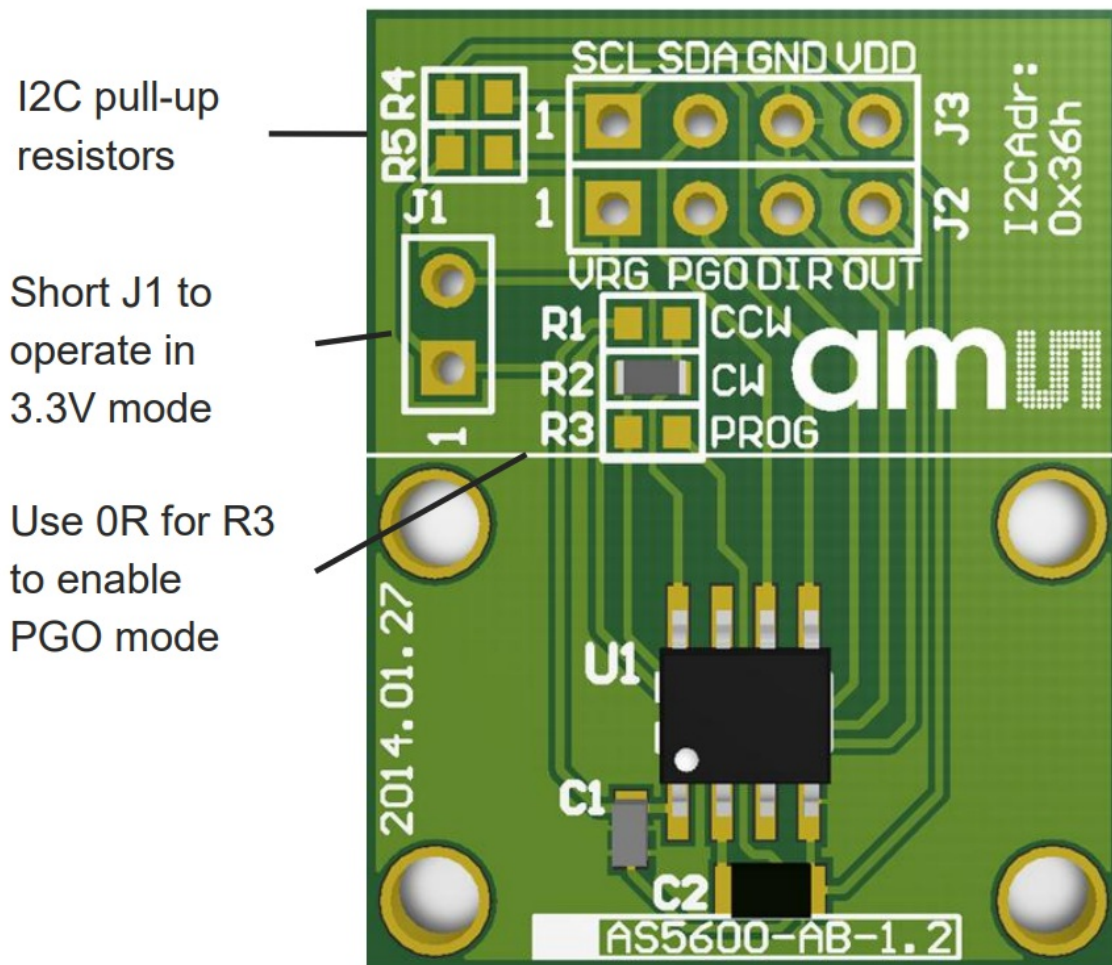 I2C pull-up
resistors
Short J1 to
operate in
3.3V mode
Use 0R for R3
to enable
PGO mode
SCL SDA GND VDD
R4
R5
1
J3
1
J2
I2CAdr:
0x36h
J1
1
VRG PGO DIR OUT
R1 CCW
R2 CW
R3 PROG
am
2014.01.27
U1
C1
C2
AS5600-AB-1.2